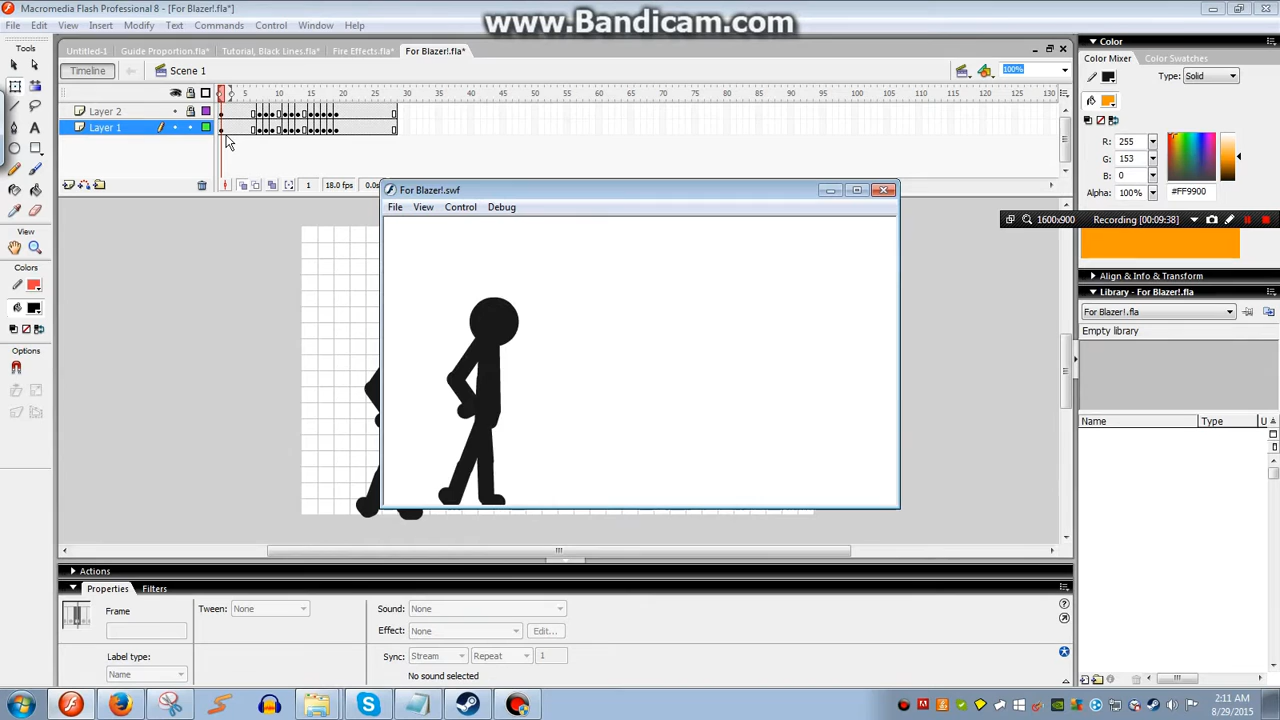 Macromedia Flash Professional 8 - [For Blazer!.fla*]
www.Bandicam.com
File Edit View Insert Modify Text Commands Control Window Help
Tools
Untitled-1 Guide Proportion.fla* Tutorial, Black Lines.fla* Fire Effects.fla* For Blazer!.fla*
Timeline Scene 1 100%
5 10 15 20 25 30 35 40 45 50 55 60 65 70 75 80 85 90 95 100 105 110 115 120 125 130
Layer 2
Layer 1
1 18.0 fps 0.0s
View
Colors
Options
For Blazer!.swf
File View Control Debug
Color
Color Mixer Color Swatches
Type: Solid
R: 255
G: 153
B: 0
Alpha: 100% #FF9900
1600x900 Recording [00:09:38]
Align & Info & Transform
Library - For Blazer!.fla
For Blazer!.fla
Empty library
Name Type U
Actions
Properties Filters
Frame
Tween: None
Sound: None
Effect: None Edit...
Label type:
Name
Sync: Stream Repeat 1
No sound selected
2:11 AM
8/29/2015